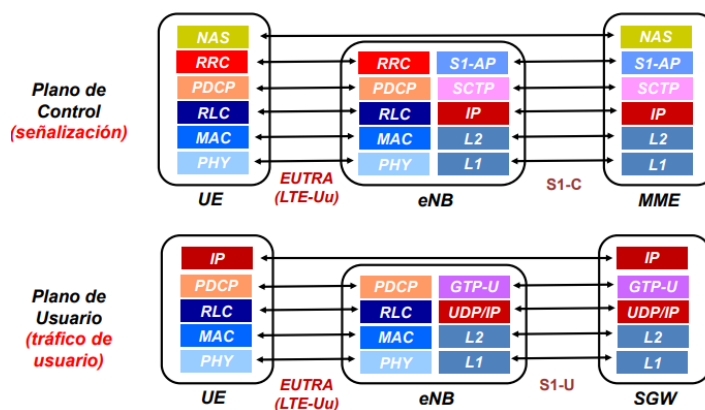 NAS NAS
RRC RRC S1-AP S1-AP
Plano de PDCP PDCP SCTP SCTP
Control RLC RLC IP IP
(señalización) MAC MAC L2 L2
PHY PHY L1 L1
EUTRA
(LTE-Uu) S1-C
UE eNB MME
IP IP
Plano de PDCP PDCP GTP-U GTP-U
Usuario RLC RLC UDP/IP UDP/IP
(tráfico de MAC MAC L2 L2
usuario) PHY PHY L1 L1
EUTRA
(LTE-Uu) S1-U
UE eNB SGW